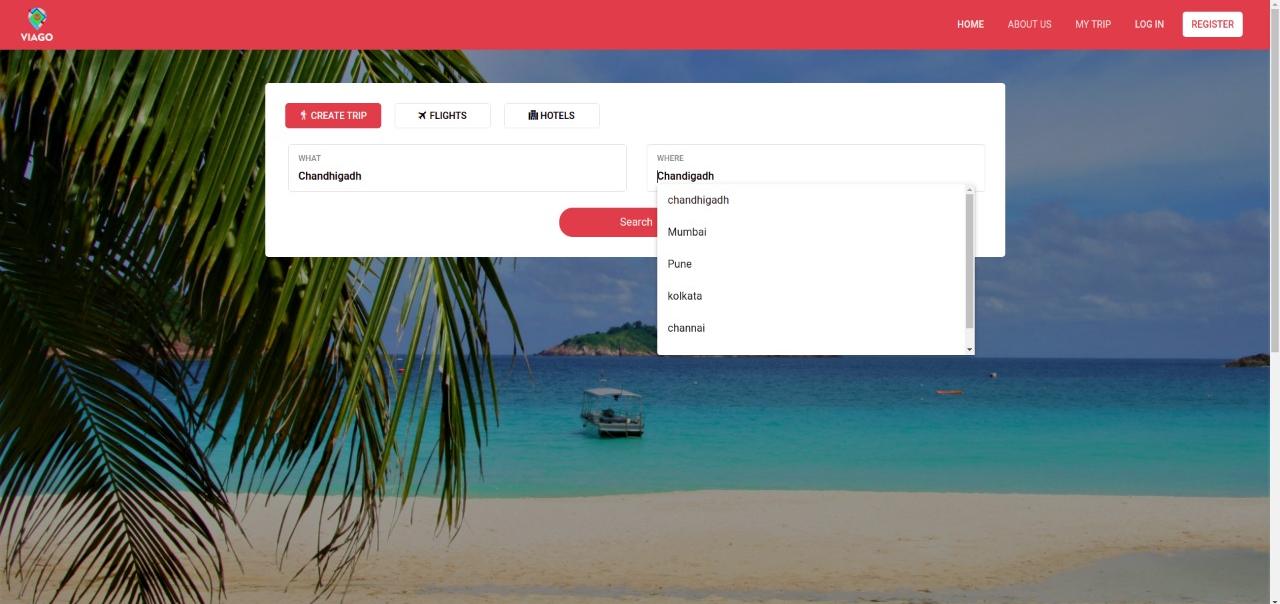 VIAGO
HOME ABOUT US MY TRIP LOG IN REGISTER
CREATE TRIP FLIGHTS HOTELS
WHAT
Chandhigadh
WHERE
Chandigadh
Search
chandhigadh
Mumbai
Pune
kolkata
channai